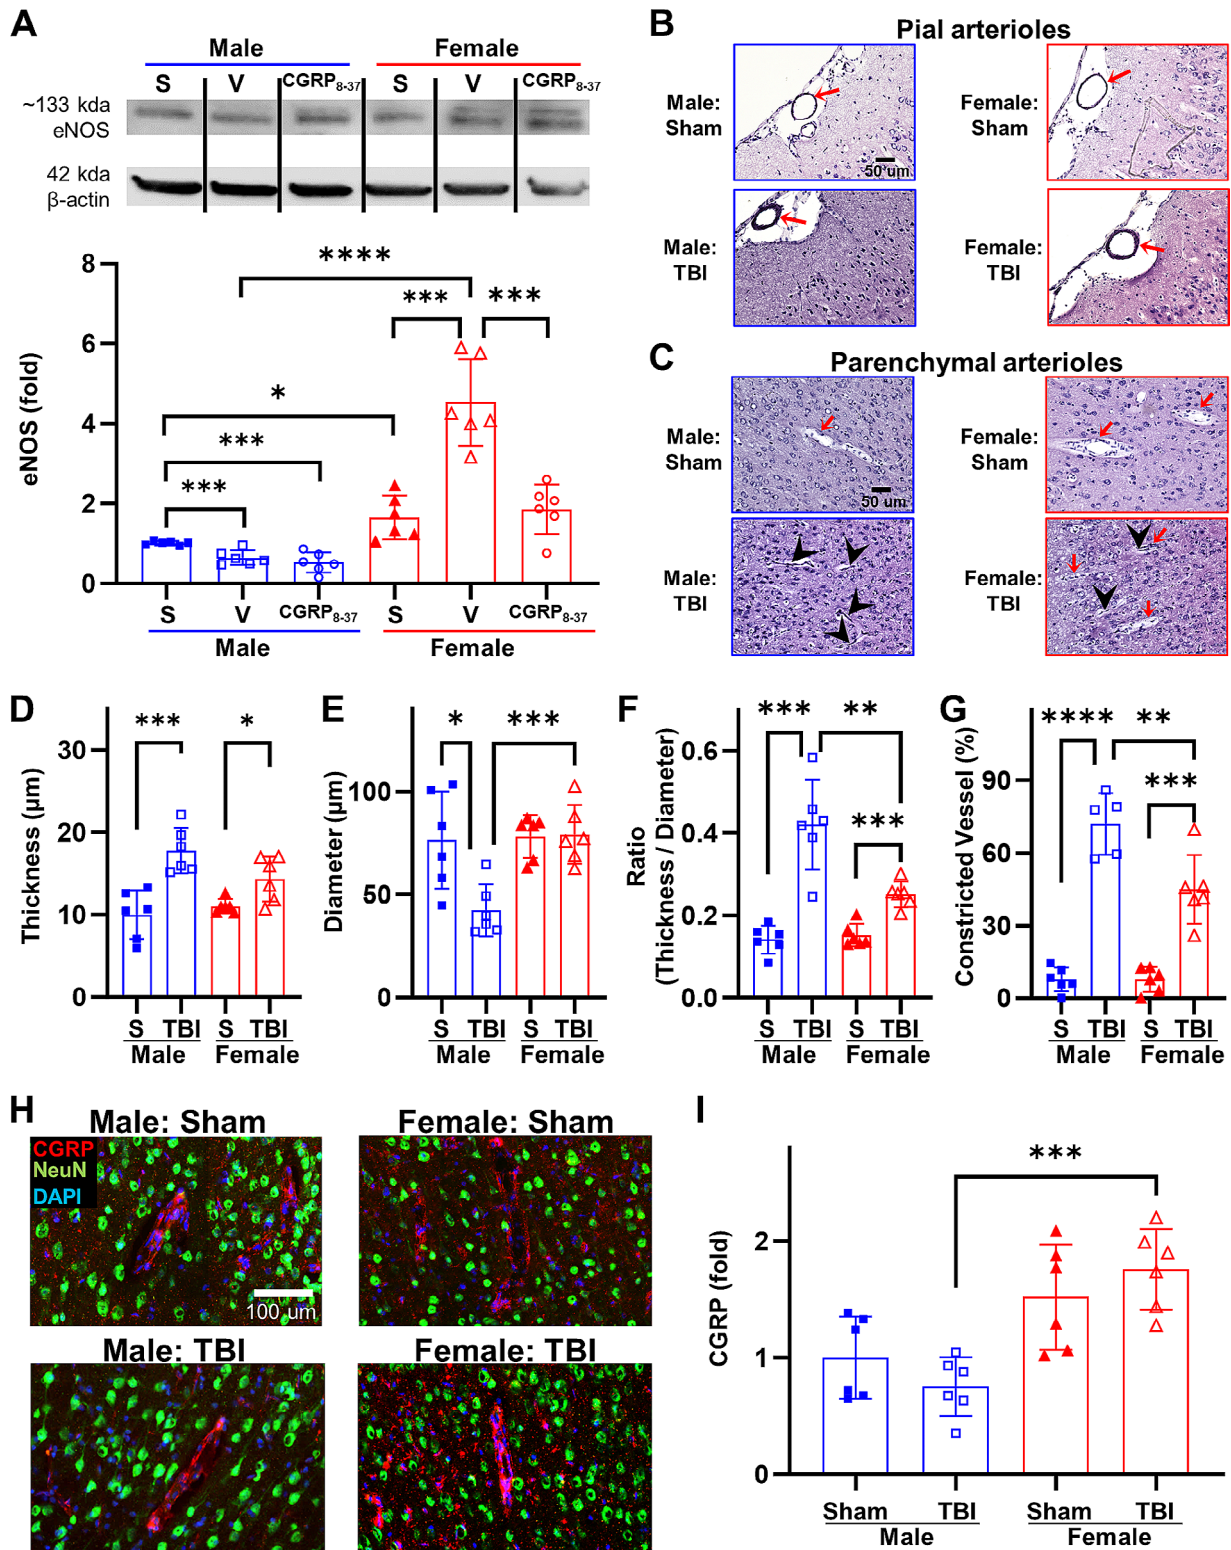 A
Male
Female
S
V
CGRP8-37
S
V
CGRP8-37
~133 kda
eNOS
42 kda
β-actin
eNOS (fold)
8
6
4
2
0
****
***
***
*
***
***
S
V
CGRP8-37
S
V
CGRP8-37
Male
Female
B
Pial arterioles
Male:
Sham
50 um
Female:
Sham
Male:
TBI
Female:
TBI
C
Parenchymal arterioles
Male:
Sham
50 um
Female:
Sham
Male:
TBI
Female:
TBI
D
Thickness (µm)
30
20
10
0
***
*
S
TBI
S
TBI
Male
Female
E
Diameter (µm)
100
50
0
*
***
S
TBI
S
TBI
Male
Female
F
Ratio
(Thickness / Diameter)
0.6
0.4
0.2
0.0
***
**
***
S
TBI
S
TBI
Male
Female
G
Constricted Vessel (%)
90
60
30
0
****
**
***
S
TBI
S
TBI
Male
Female
H
Male: Sham
Female: Sham
CGRP
NeuN
DAPI
100 um
Male: TBI
Female: TBI
I
CGRP (fold)
2
1
0
***
Sham
TBI
Sham
TBI
Male
Female